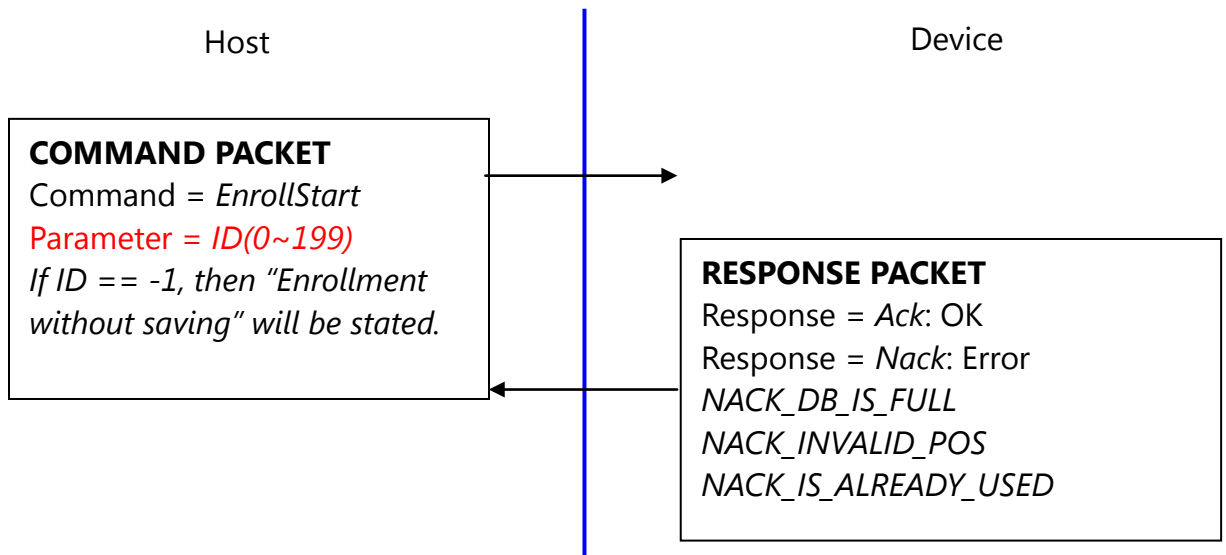 Host
Device
COMMAND PACKET
Command = EnrollStart
Parameter = ID(0~199)
If ID == -1, then “Enrollment
without saving” will be stated.
RESPONSE PACKET
Response = Ack: OK
Response = Nack: Error
NACK_DB_IS_FULL
NACK_INVALID_POS
NACK_IS_ALREADY_USED